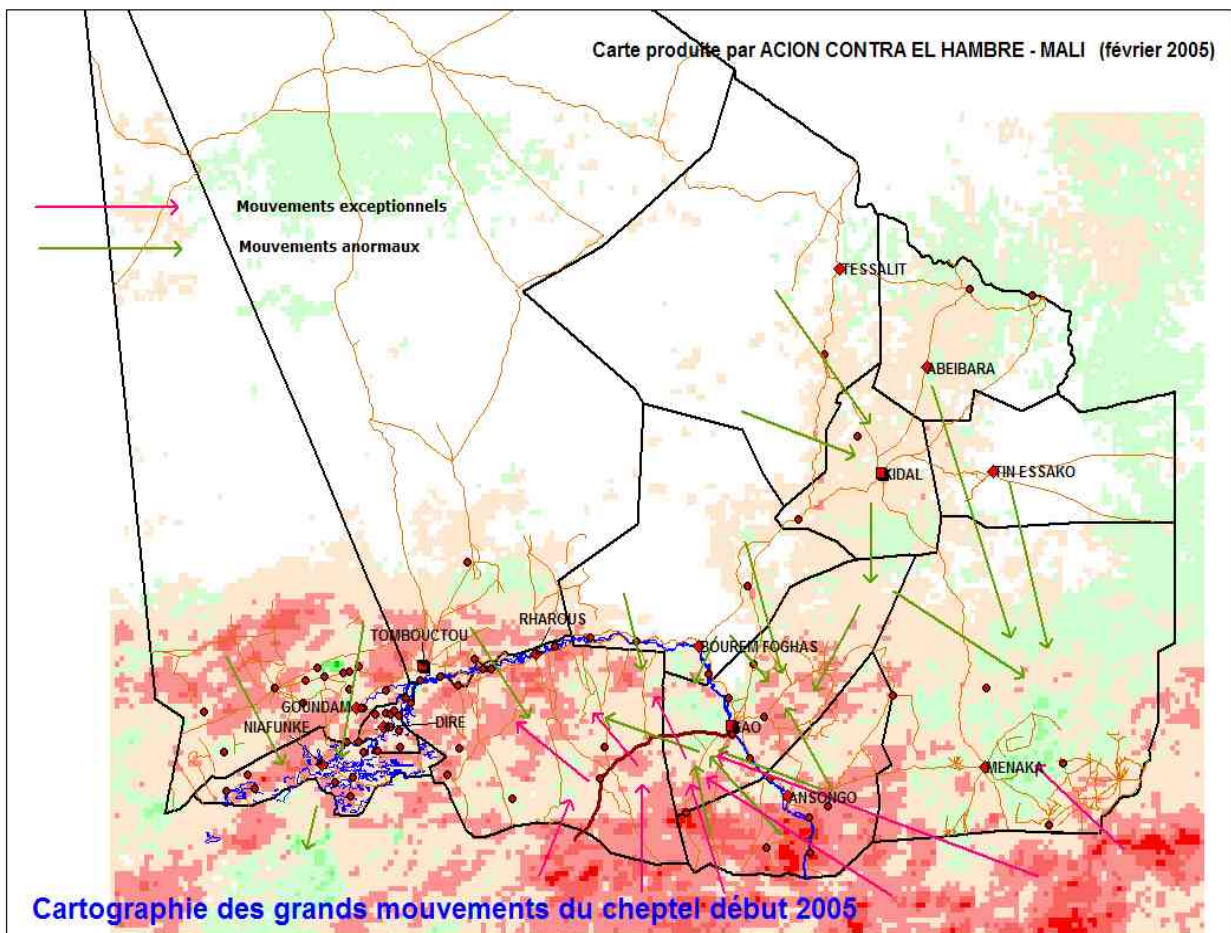 Carte produite par ACION CONTRA EL HAMBRE - MALI (février 2005)
Mouvements exceptionnels
Mouvements anormaux
TESSALIT
ABEIBARA
KIDAL
TIN ESSAKO
RHAROUS
TOMBOUCTOU
BOUREM FOGHAS
GOUNDAM
NIAFUNKE
DIRE
GAO
MENAKA
ANSONGO
Cartographie des grands mouvements du cheptel début 2005